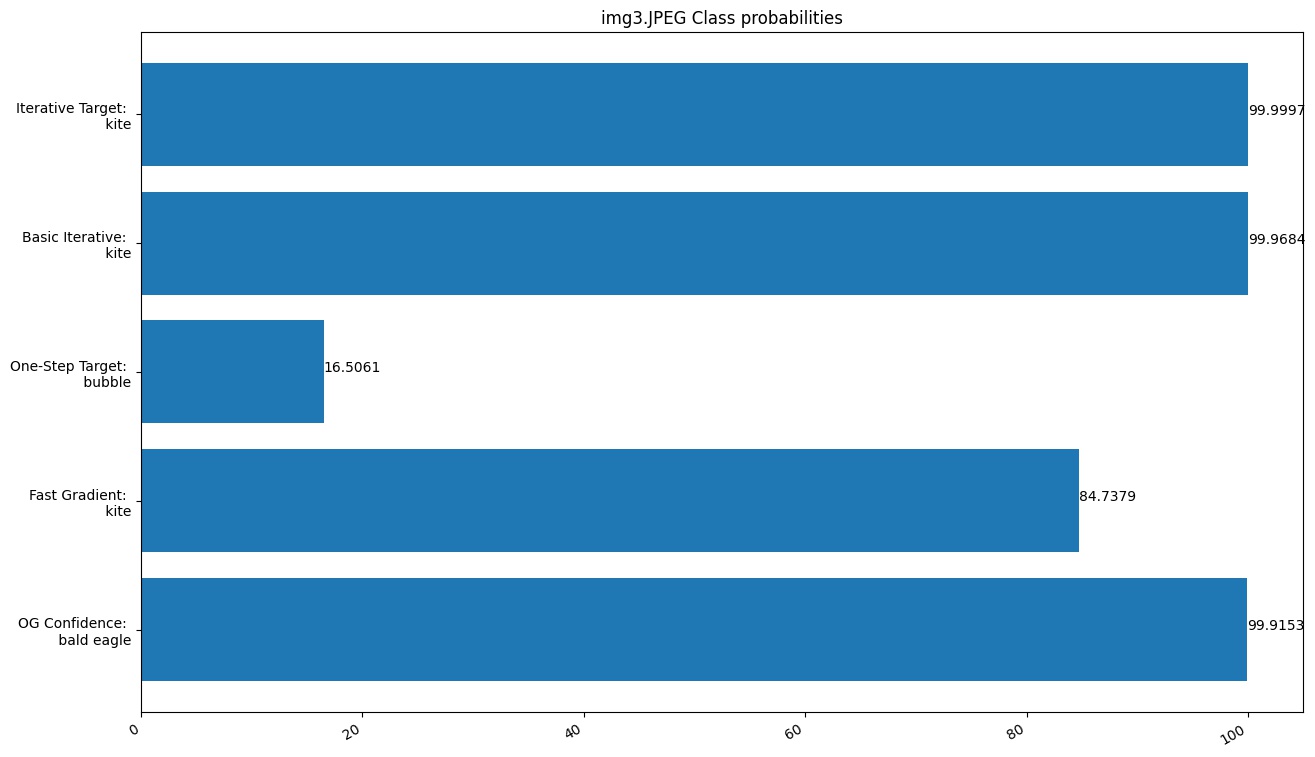 img3.JPEG Class probabilities
Iterative Target:
kite
99.9997
Basic Iterative:
kite
99.9684
One-Step Target:
bubble
16.5061
Fast Gradient:
kite
84.7379
OG Confidence:
bald eagle
99.9153
0
20
40
60
80
100